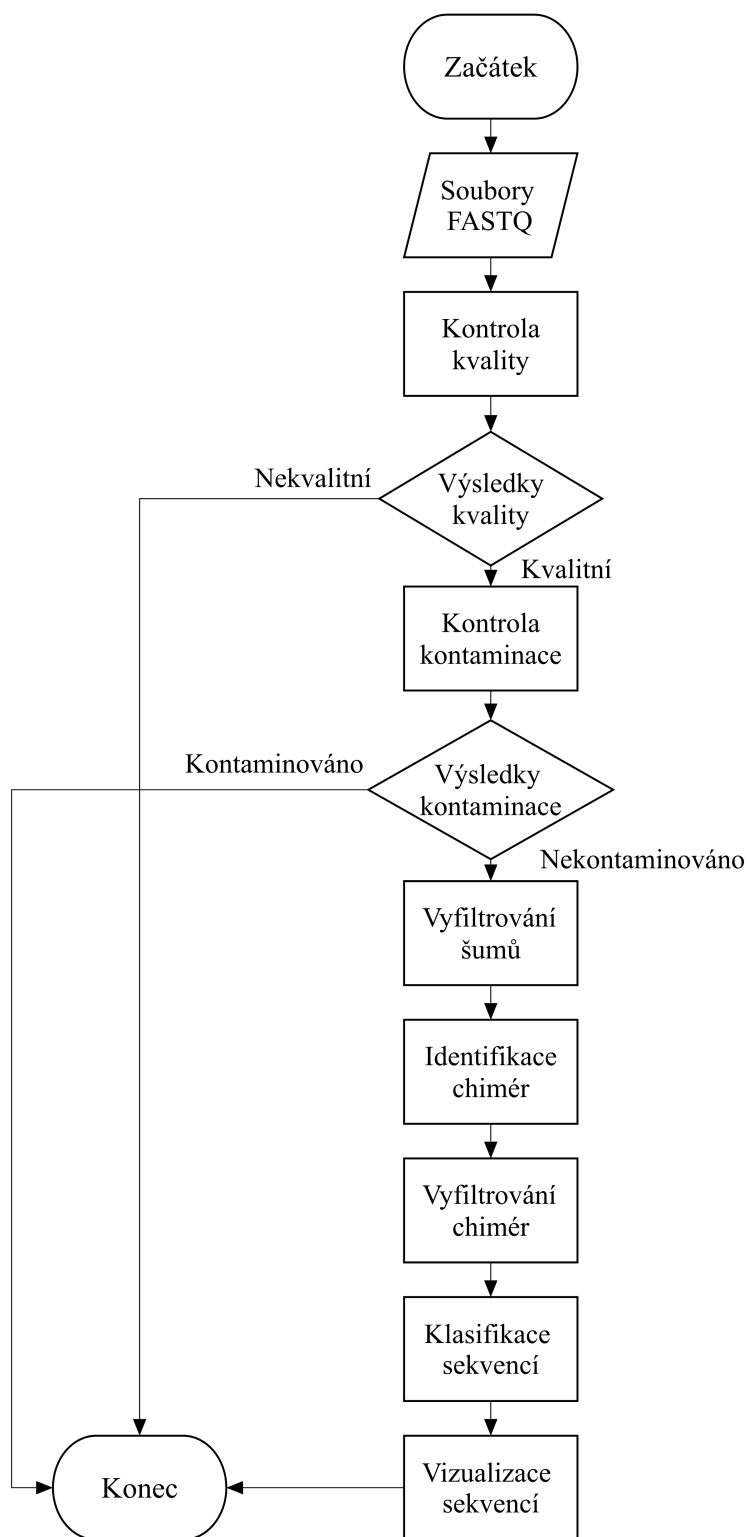 Začátek
Soubory
FASTQ
Kontrola
kvality
Nekvalitní
Výsledky
kvality
Kvalitní
Kontrola
kontaminace
Kontaminováno
Výsledky
kontaminace
Nekontaminováno
Vyfiltrování
šumů
Identifikace
chimér
Vyfiltrování
chimér
Klasifikace
sekvencí
Konec
Vizualizace
sekvencí